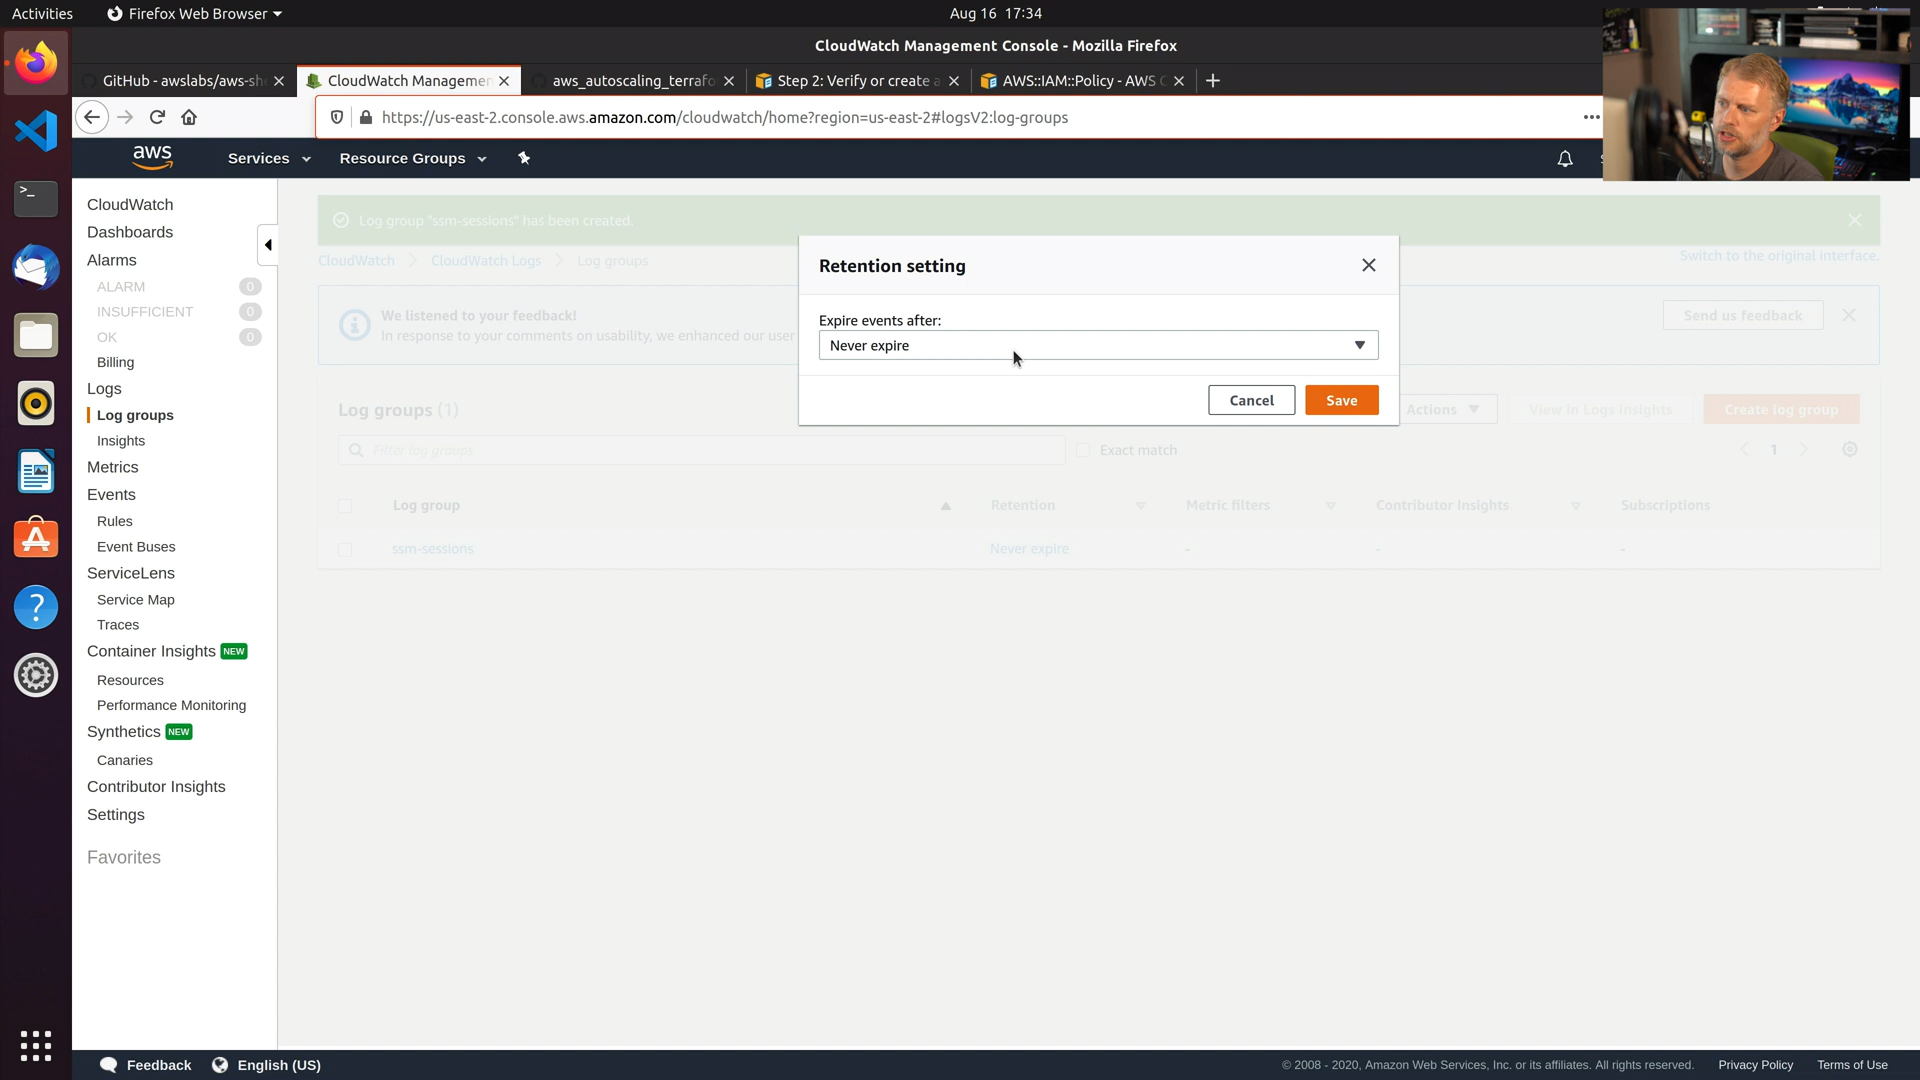 Activities
Firefox Web Browser
Aug 16 17:34
CloudWatch Management Console - Mozilla Firefox
GitHub - awslabs/aws-sh
CloudWatch Managemen
aws_autoscaling_terrafo
Step 2: Verify or create a
AWS::IAM::Policy - AWS C
https://us-east-2.console.aws.amazon.com/cloudwatch/home?region=us-east-2#logsV2:log-groups
aws
Services
Resource Groups
CloudWatch
Dashboards
Alarms
ALARM 0
INSUFFICIENT 0
OK 0
Billing
Logs
Log groups
Insights
Metrics
Events
Rules
Event Buses
ServiceLens
Service Map
Traces
Container Insights NEW
Resources
Performance Monitoring
Synthetics NEW
Canaries
Contributor Insights
Settings
Favorites
Log group "ssm-sessions" has been created.
CloudWatch
CloudWatch Logs
Log groups
Switch to the original interface.
We listened to your feedback!
In response to your comments on usability, we enhanced our user
Send us feedback
Retention setting
Expire events after:
Never expire
Cancel
Save
Log groups (1)
Actions
View in Logs Insights
Create log group
Filter log groups
Exact match
1
Log group
Retention
Metric filters
Contributor Insights
Subscriptions
ssm-sessions
Never expire
-
-
-
Feedback
English (US)
© 2008 - 2020, Amazon Web Services, Inc. or its affiliates. All rights reserved.
Privacy Policy
Terms of Use